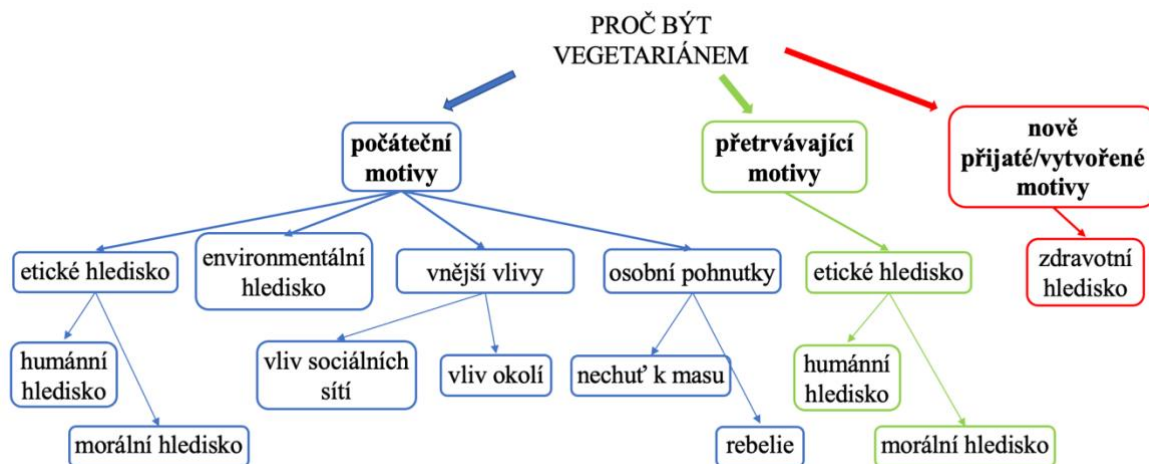 PROČ BÝT
VEGETARIÁNEM
počáteční
motivy
přetrvávající
motivy
nově
přijaté/vytvořené
motivy
etické hledisko
environmentální
hledisko
vnější vlivy
osobní pohnutky
etické hledisko
zdravotní
hledisko
humánní
hledisko
morální hledisko
vliv sociálních
sítí
vliv okolí
nechuť k masu
rebelie
humánní
hledisko
morální hledisko